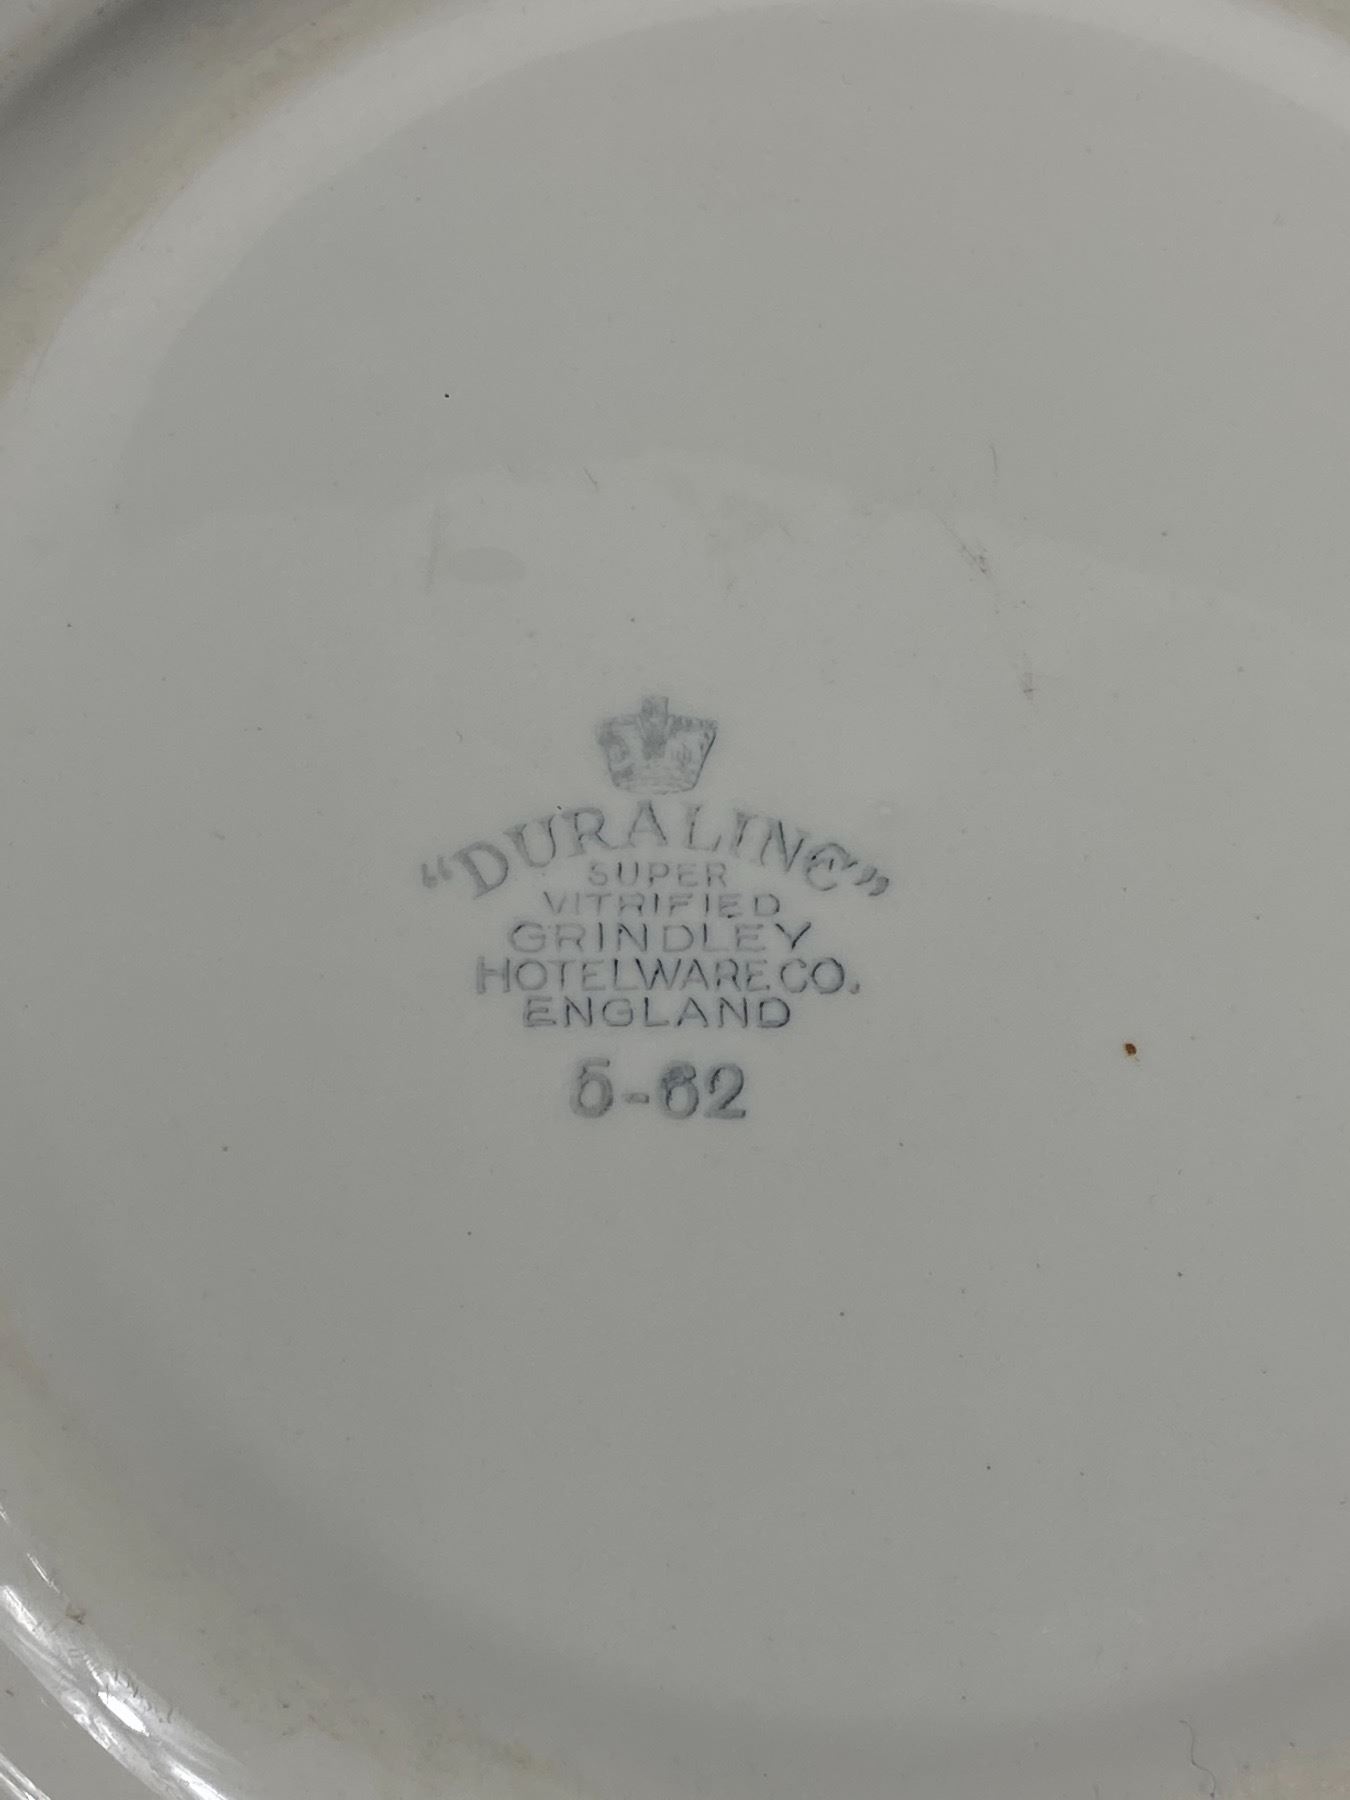 "DURALINE"
SUPER
VITRIFIED
GRINDLEY
HOTELWARE CO.
ENGLAND
5-62